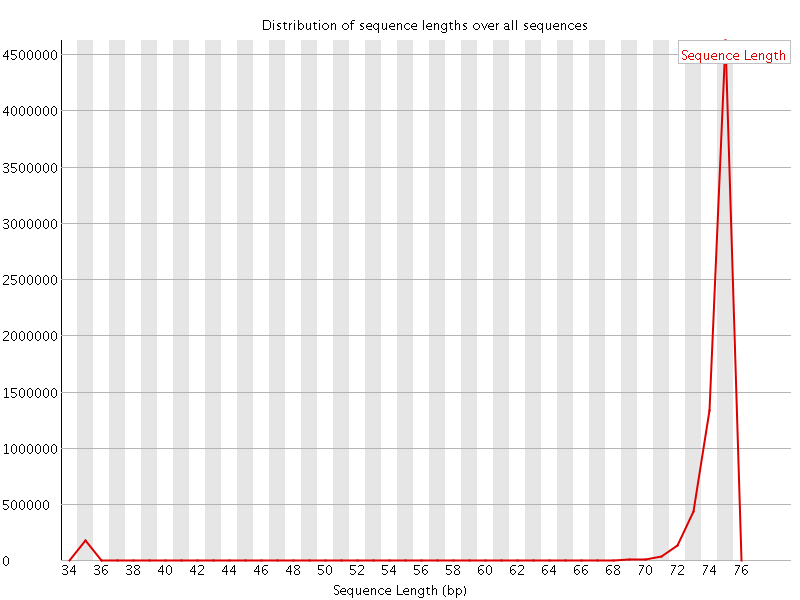 Distribution of sequence lengths over all sequences
Sequence Length
4500000
4000000
3500000
3000000
2500000
2000000
1500000
1000000
500000
0
34 36 38 40 42 44 46 48 50 52 54 56 58 60 62 64 66 68 70 72 74 76
Sequence Length (bp)